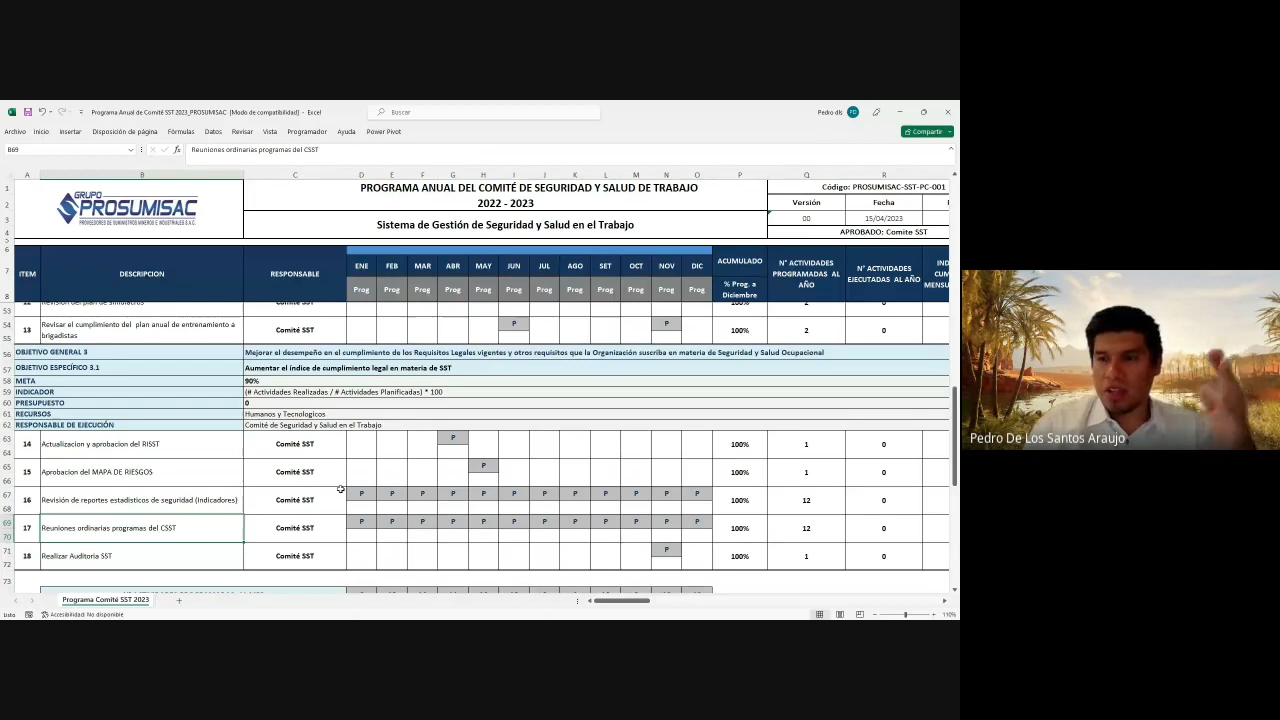 Programa Anual de Comité SST 2023_PROSUMISAC [Modo de compatibilidad] - Excel
Buscar
Pedro dls
PD
Archivo Inicio Insertar Disposición de página Fórmulas Datos Revisar Vista Programador Ayuda Power Pivot
Compartir
B69 fx Reuniones ordinarias programas del CSST
A B C D E F G H I J K L M N O P Q R
GRUPO
PROSUMISAC
PROVEEDORES DE SUMINISTROS MINEROS E INDUSTRIALES S.A.C.
PROGRAMA ANUAL DEL COMITÉ DE SEGURIDAD Y SALUD DE TRABAJO
2022 - 2023
Sistema de Gestión de Seguridad y Salud en el Trabajo
Código: PROSUMISAC-SST-PC-001
Versión Fecha
00 15/04/2023
APROBADO: Comite SST
ITEM DESCRIPCION RESPONSABLE ENE FEB MAR ABR MAY JUN JUL AGO SET OCT NOV DIC
Prog Prog Prog Prog Prog Prog Prog Prog Prog Prog Prog Prog
ACUMULADO
% Prog. a
Diciembre
N° ACTIVIDADES
PROGRAMADAS AL
AÑO
N° ACTIVIDADES
EJECUTADAS AL AÑO
13 Revisar el cumplimiento del plan anual de entrenamiento a
brigadistas Comité SST P P 100% 2 0
OBJETIVO GENERAL 3 Mejorar el desempeño en el cumplimiento de los Requisitos Legales vigentes y otros requisitos que la Organización suscriba en materia de Seguridad y Salud Ocupacional
OBJETIVO ESPECÍFICO 3.1 Aumentar el índice de cumplimiento legal en materia de SST
META 90%
INDICADOR (# Actividades Realizadas / # Actividades Planificadas) * 100
PRESUPUESTO 0
RECURSOS Humanos y Tecnologicos
RESPONSABLE DE EJECUCIÓN Comité de Seguridad y Salud en el Trabajo
14 Actualizacion y aprobacion del RISST Comité SST P 100% 1 0
15 Aprobacion del MAPA DE RIESGOS Comité SST P 100% 1 0
16 Revisión de reportes estadisticos de seguridad (Indicadores) Comité SST P P P P P P P P P P P P 100% 12 0
17 Reuniones ordinarias programas del CSST Comité SST P P P P P P P P P P P P 100% 12 0
18 Realizar Auditoria SST Comité SST P 100% 1 0
Programa Comité SST 2023
Listo Accesibilidad: No disponible 110%
Pedro De Los Santos Araujo